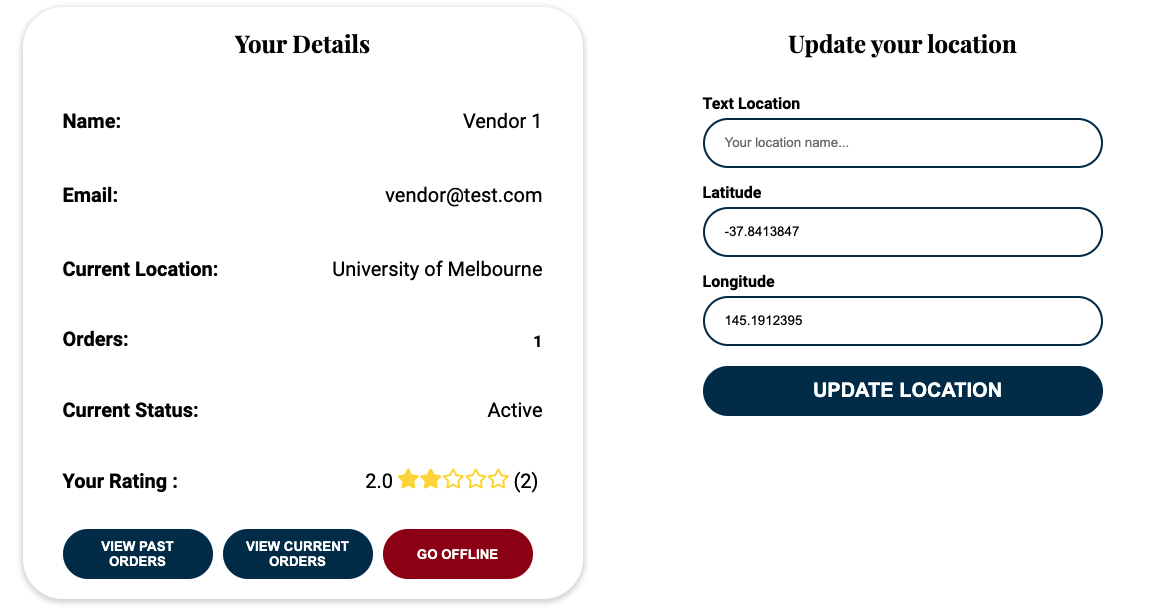 Your Details
Name: Vendor 1
Email: vendor@test.com
Current Location: University of Melbourne
Orders: 1
Current Status: Active
Your Rating : 2.0 (2)
VIEW PAST
ORDERS
VIEW CURRENT
ORDERS
GO OFFLINE
Update your location
Text Location
Your location name...
Latitude
-37.8413847
Longitude
145.1912395
UPDATE LOCATION